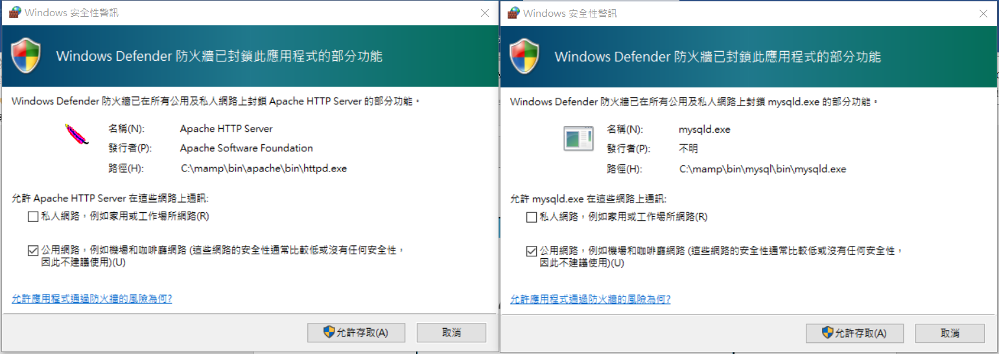 Windows 安全性警訊
Windows Defender 防火牆已封鎖此應用程式的部分功能
Windows Defender 防火牆已在所有公用及私人網路上封鎖 Apache HTTP Server 的部分功能。
名稱(N): Apache HTTP Server
發行者(P): Apache Software Foundation
路徑(H): C:\mamp\bin\apache\bin\httpd.exe
允許 Apache HTTP Server 在這些網路上通訊:
私人網路，例如家用或工作場所網路(R)
公用網路，例如機場和咖啡廳網路 (這些網路的安全性通常比較低或沒有任何安全性，
因此不建議使用)(U)
允許應用程式通過防火牆的風險為何?
允許存取(A) 取消
Windows 安全性警訊
Windows Defender 防火牆已封鎖此應用程式的部分功能
Windows Defender 防火牆已在所有公用及私人網路上封鎖 mysqld.exe 的部分功能。
名稱(N): mysqld.exe
發行者(P): 不明
路徑(H): C:\mamp\bin\mysql\bin\mysqld.exe
允許 mysqld.exe 在這些網路上通訊:
私人網路，例如家用或工作場所網路(R)
公用網路，例如機場和咖啡廳網路 (這些網路的安全性通常比較低或沒有任何安全性，
因此不建議使用)(U)
允許應用程式通過防火牆的風險為何?
允許存取(A) 取消